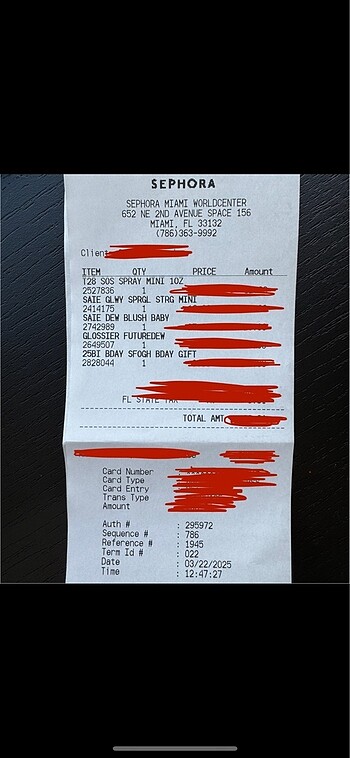 SEPHORA
SEPHORA MIAMI WORLDCENTER
652 NE 2ND AVENUE SPACE 156
MIAMI, FL 33132
(786)363-9992
Client
ITEM QTY PRICE Amount
T28 SOS SPRAY MINI 1OZ
2527836 1
SAIE GLWY SPRGL STRG MINI
2414175 1
SAIE DEW BLUSH BABY
2742989 1
GLOSSIER FUTUREDEW
2649507 1
25BI BDAY SFOGH BDAY GIFT
2828044 1
FL STATE TAX
TOTAL AMT
Card Number
Card Type
Card Entry
Trans Type
Amount
Auth # : 295972
Sequence # : 786
Reference # : 1945
Term Id # : 022
Date : 03/22/2025
Time : 12:47:27